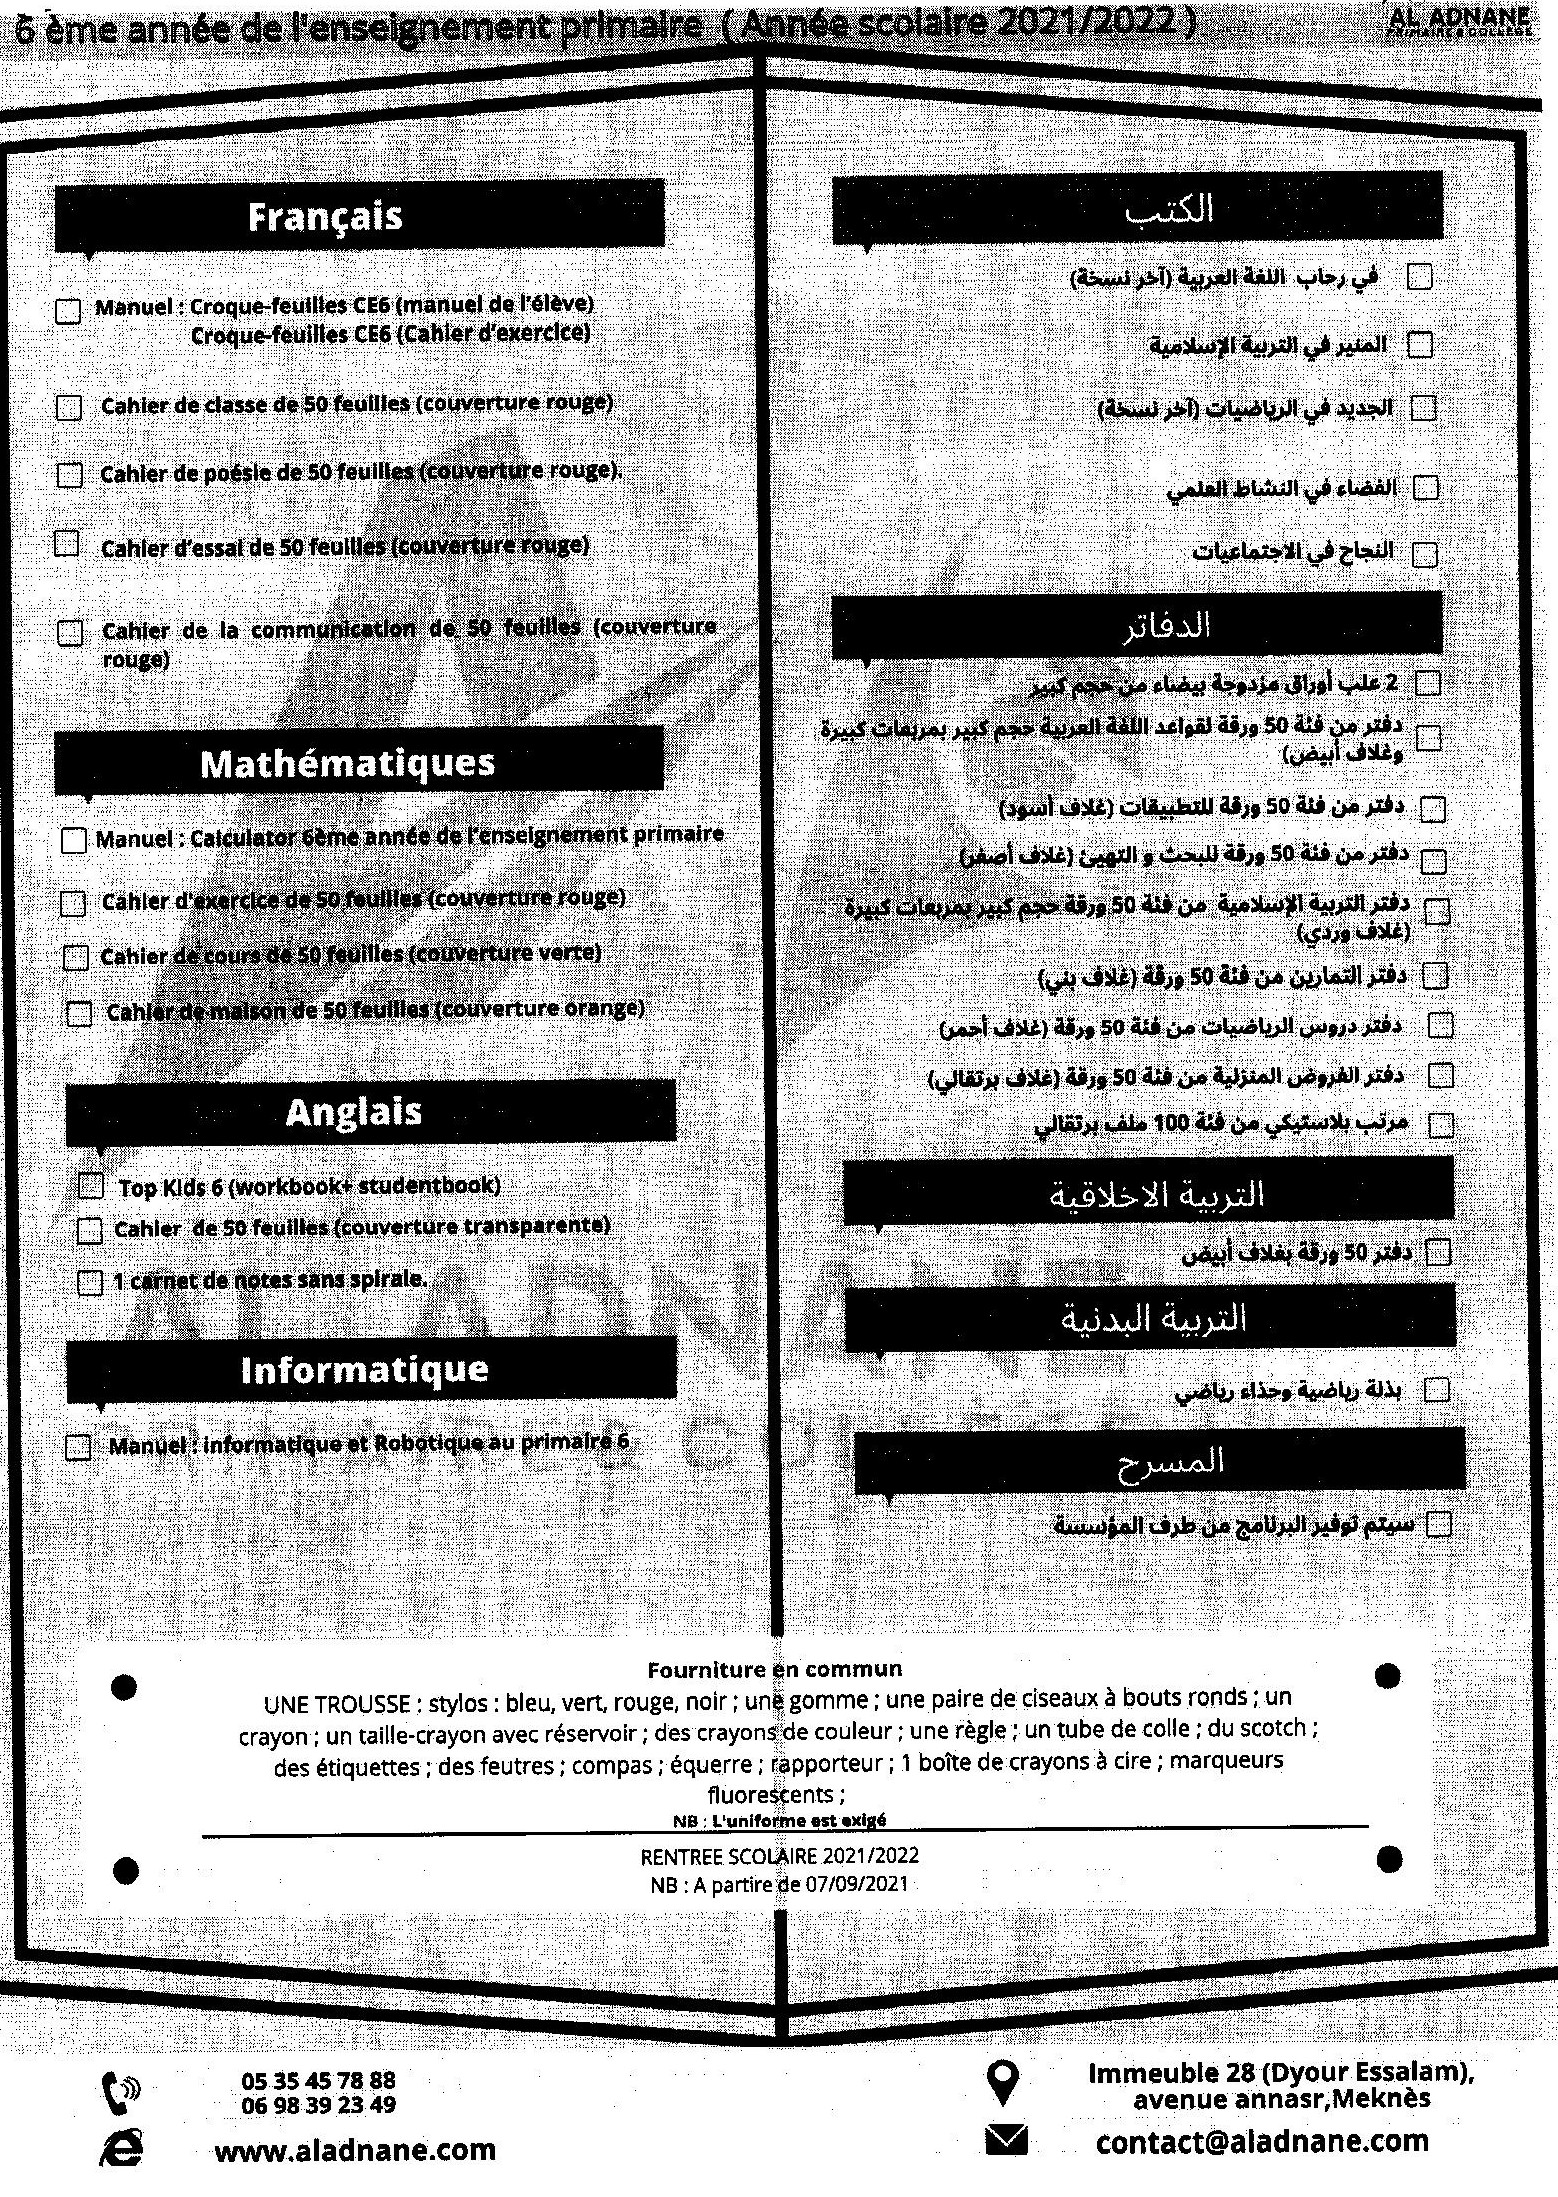 6 ème année de l'enseignement primaire ( Année scolaire 2021/2022 )
AL ADNANE
PRIMAIRE & COLLEGE
Français
Manuel : Croque-feuilles CE6 (manuel de l'élève)
Croque-feuilles CE6 (Cahier d'exercice)
Cahier de classe de 50 feuilles (couverture rouge)
Cahier de poésie de 50 feuilles (couverture rouge).
Cahier d'essai de 50 feuilles (couverture rouge)
Cahier de la communication de 50 feuilles (couverture
rouge)
Mathématiques
Manuel : Calculator 6ème année de l'enseignement primaire
Cahier d'exercice de 50 feuilles (couverture rouge)
Cahier de cours de 50 feuilles (couverture verte)
Cahier de maison de 50 feuilles (couverture orange)
Anglais
Top Kids 6 (workbook+ studentbook)
Cahier de 50 feuilles (couverture transparente)
1 carnet de notes sans spirale.
Informatique
Manuel : informatique et Robotique au primaire 6
الكتب
في رحاب اللغة العربية (آخر نسخة)
المنير في التربية الإسلامية
الجديد في الرياضيات (آخر نسخة)
الفضاء في النشاط العلمي
النجاح في الاجتماعيات
الدفاتر
2 علب أوراق مزدوجة بيضاء من حجم كبير
دفتر من فئة 50 ورقة لقواعد اللغة العربية حجم كبير بمربعات كبيرة
وغلاف أبيض)
دفتر من فئة 50 ورقة للتطبيقات (غلاف أسود)
دفتر من فئة 50 ورقة للبحث و التهيئ (غلاف أصفر)
دفتر التربية الإسلامية من فئة 50 ورقة حجم كبير بمربعات كبيرة
(غلاف وردي)
دفتر التمارين من فئة 50 ورقة (غلاف بني)
دفتر دروس الرياضيات من فئة 50 ورقة (غلاف أحمر)
دفتر الفروض المنزلية من فئة 50 ورقة (غلاف برتقالي)
مرتب بلاستيكي من فئة 100 ملف برتقالي
التربية الاخلاقية
دفتر 50 ورقة بغلاف أبيض
التربية البدنية
بذلة رياضية وحذاء رياضي
المسرح
سيتم توفير البرنامج من طرف المؤسسة
Fourniture en commun
UNE TROUSSE : stylos : bleu, vert, rouge, noir ; une gomme ; une paire de ciseaux à bouts ronds ; un
crayon ; un taille-crayon avec réservoir ; des crayons de couleur ; une règle ; un tube de colle ; du scotch ;
des étiquettes ; des feutres ; compas ; équerre ; rapporteur ; 1 boîte de crayons à cire ; marqueurs
fluorescents ;
NB : L'uniforme est exigé
RENTREE SCOLAIRE 2021/2022
NB : A partire de 07/09/2021
05 35 45 78 88
06 98 39 23 49
www.aladnane.com
Immeuble 28 (Dyour Essalam),
avenue annasr,Meknès
contact@aladnane.com